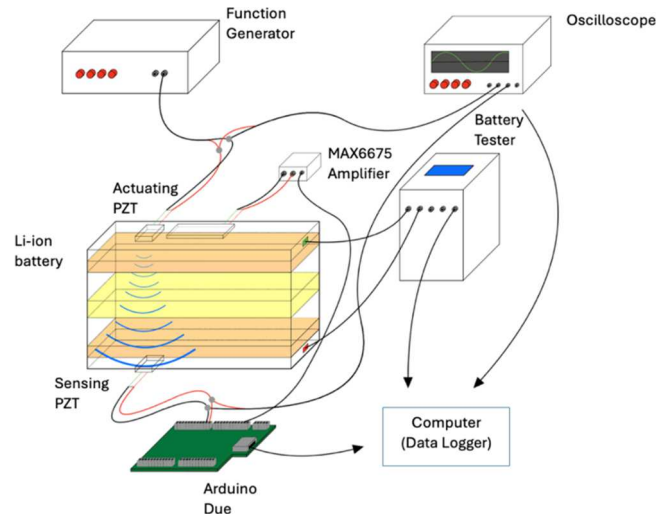 Function
Generator
Oscilloscope
Battery
Tester
MAX6675
Amplifier
Actuating
PZT
Li-ion
battery
Sensing
PZT
Computer
(Data Logger)
Arduino
Due